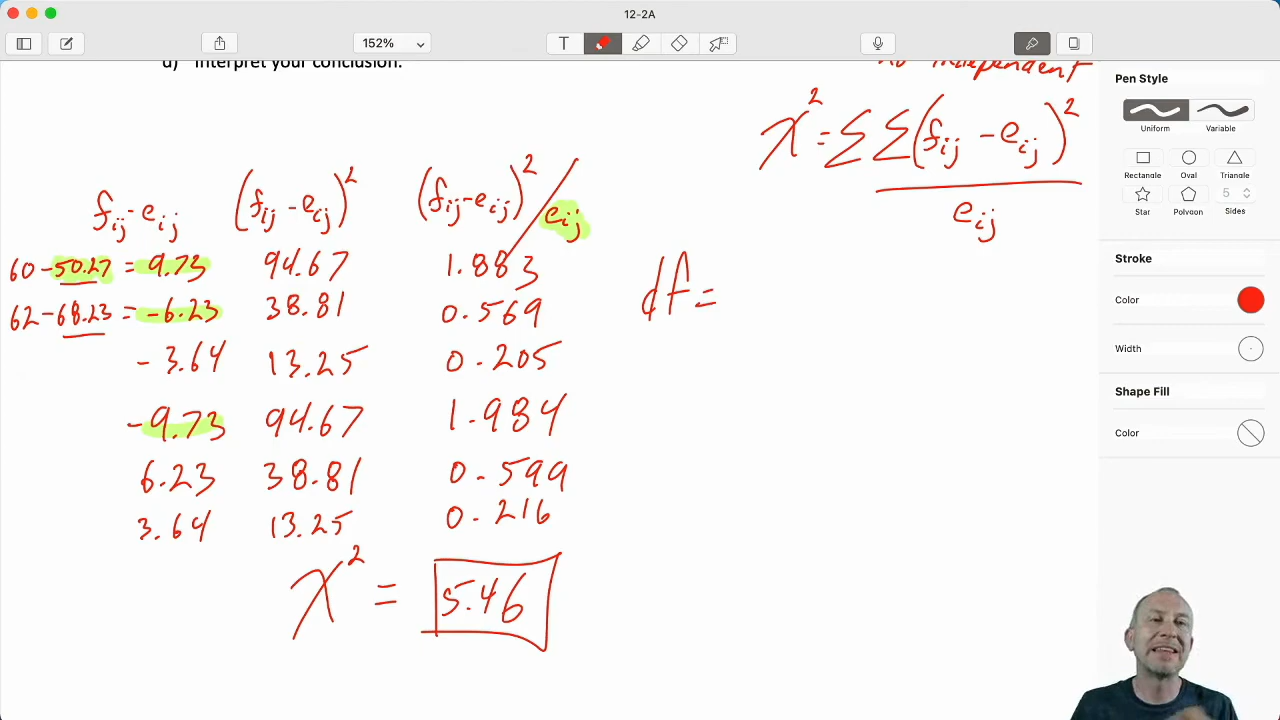 12-2A
152%
T
d) Interpret your conclusion.
independent
χ² = ΣΣ(fij - eij)²
eij
fij - eij (fij - eij)² (fij - eij)² / eij
60 - 50.27 = 9.73 94.67 1.883
62 - 68.23 = -6.23 38.81 0.569
-3.64 13.25 0.205
-9.73 94.67 1.984
6.23 38.81 0.599
3.64 13.25 0.216
χ² = 5.46
df =
Pen Style
Uniform Variable
Rectangle Oval Triangle
Star Polygon 5 Sides
Stroke
Color
Width
Shape Fill
Color